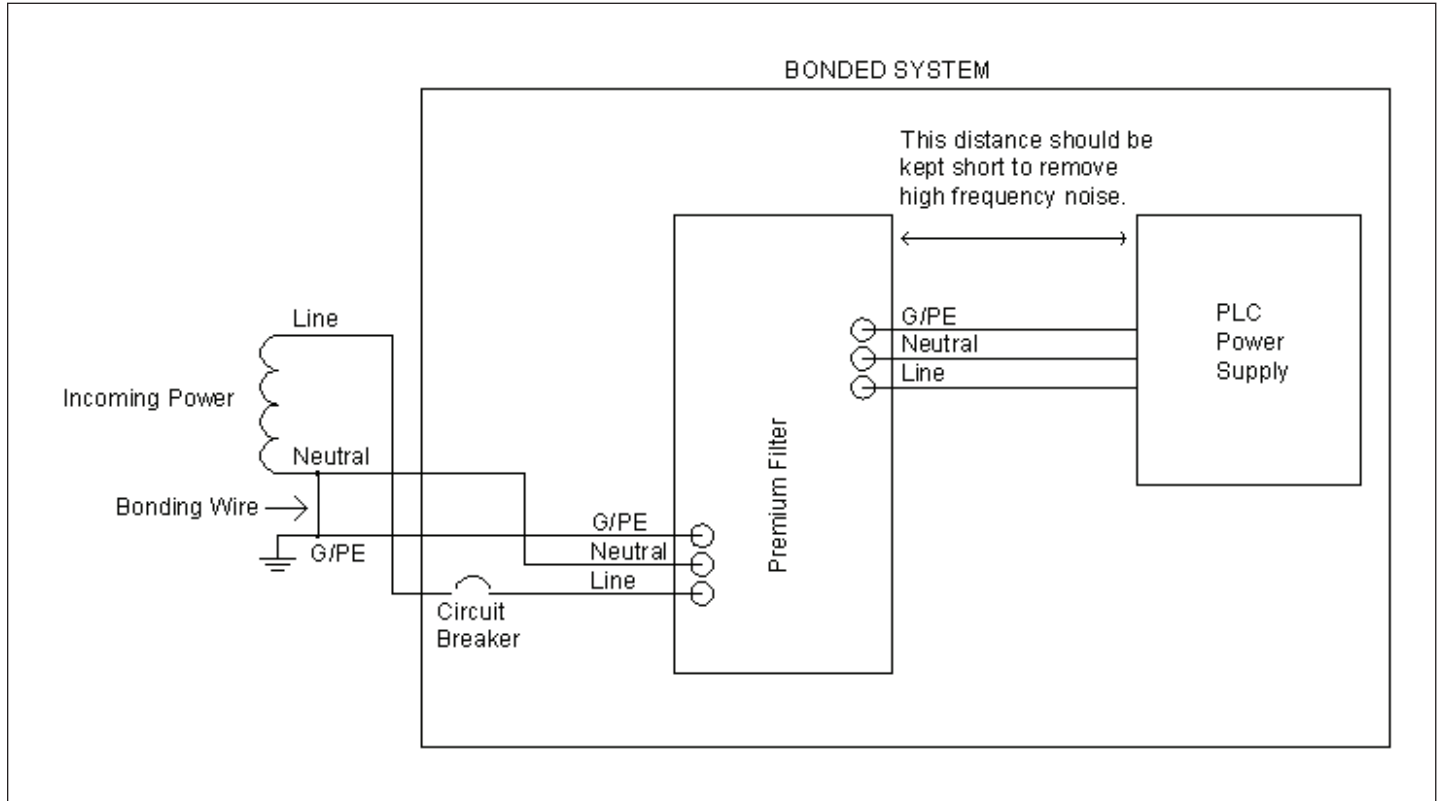 BONDED SYSTEM
This distance should be
kept short to remove
high frequency noise.
Line
Incoming Power
Neutral
Bonding Wire
G/PE
G/PE
Neutral
Line
Circuit
Breaker
Premium Filter
G/PE
Neutral
Line
PLC
Power
Supply